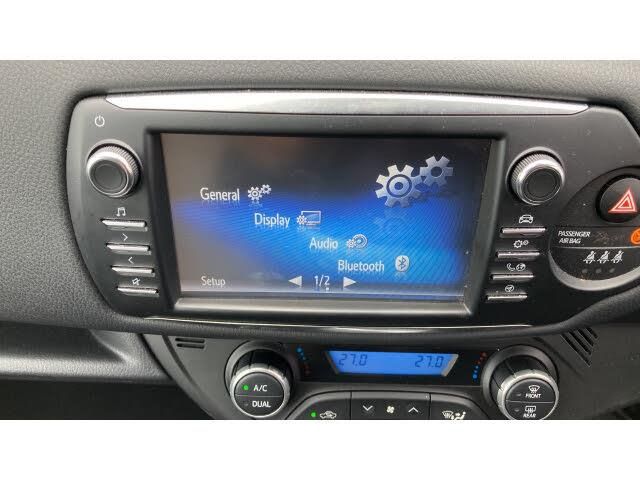 General
Display
Audio
Bluetooth
Setup
1/2
PASSENGER
AIR BAG
27.0 27.0
A/C
DUAL
FRONT
REAR